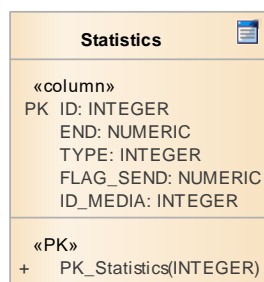 Statistics
«column»
PK ID: INTEGER
END: NUMERIC
TYPE: INTEGER
FLAG_SEND: NUMERIC
ID_MEDIA: INTEGER
«PK»
+ PK_Statistics(INTEGER)